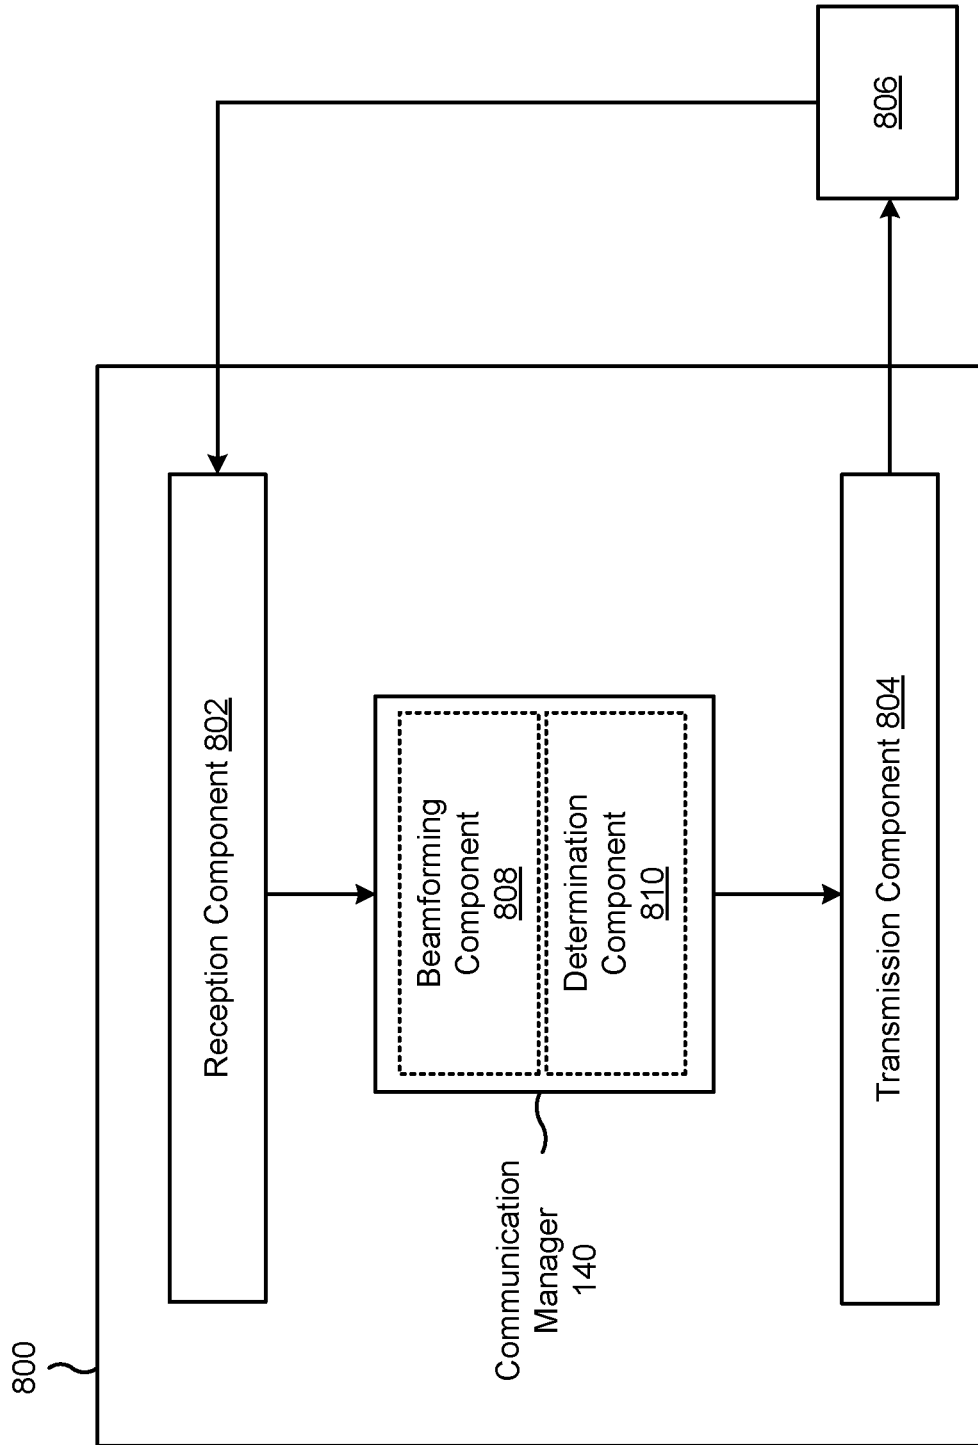 800
Reception Component 802
Communication
Manager
140
Beamforming
Component
808
Determination
Component
810
Transmission Component 804
806